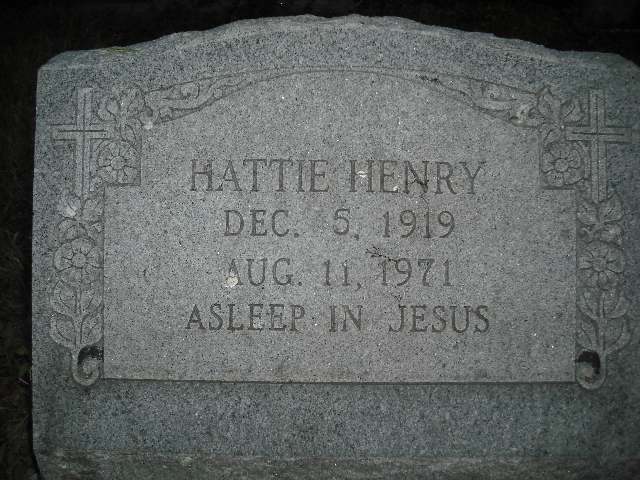 HATTIE HENRY
DEC. 5, 1919
AUG. 11, 1971
ASLEEP IN JESUS